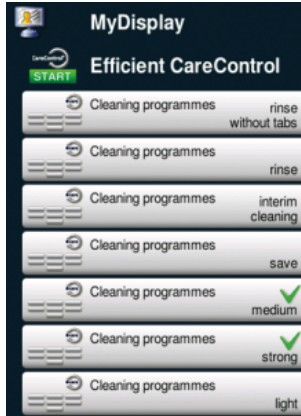 MyDisplay
CareControl
START
Efficient CareControl
Cleaning programmes
rinse
without tabs
Cleaning programmes
rinse
Cleaning programmes
interim
cleaning
Cleaning programmes
save
Cleaning programmes
medium
Cleaning programmes
strong
Cleaning programmes
light